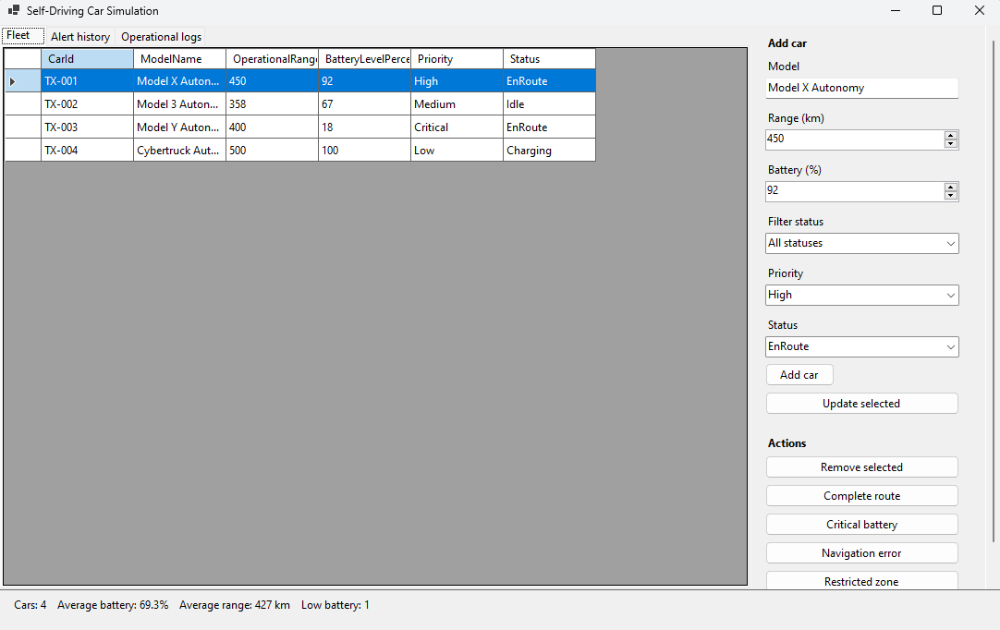 Self-Driving Car Simulation
Fleet Alert history Operational logs
CarId ModelName OperationalRang BatteryLevelPerce Priority Status
TX-001 Model X Auton... 450 92 High EnRoute
TX-002 Model 3 Auton... 358 67 Medium Idle
TX-003 Model Y Auton... 400 18 Critical EnRoute
TX-004 Cybertruck Aut... 500 100 Low Charging
Add car
Model
Model X Autonomy
Range (km)
450
Battery (%)
92
Filter status
All statuses
Priority
High
Status
EnRoute
Add car
Update selected
Actions
Remove selected
Complete route
Critical battery
Navigation error
Restricted zone
Cars: 4 Average battery: 69.3% Average range: 427 km Low battery: 1